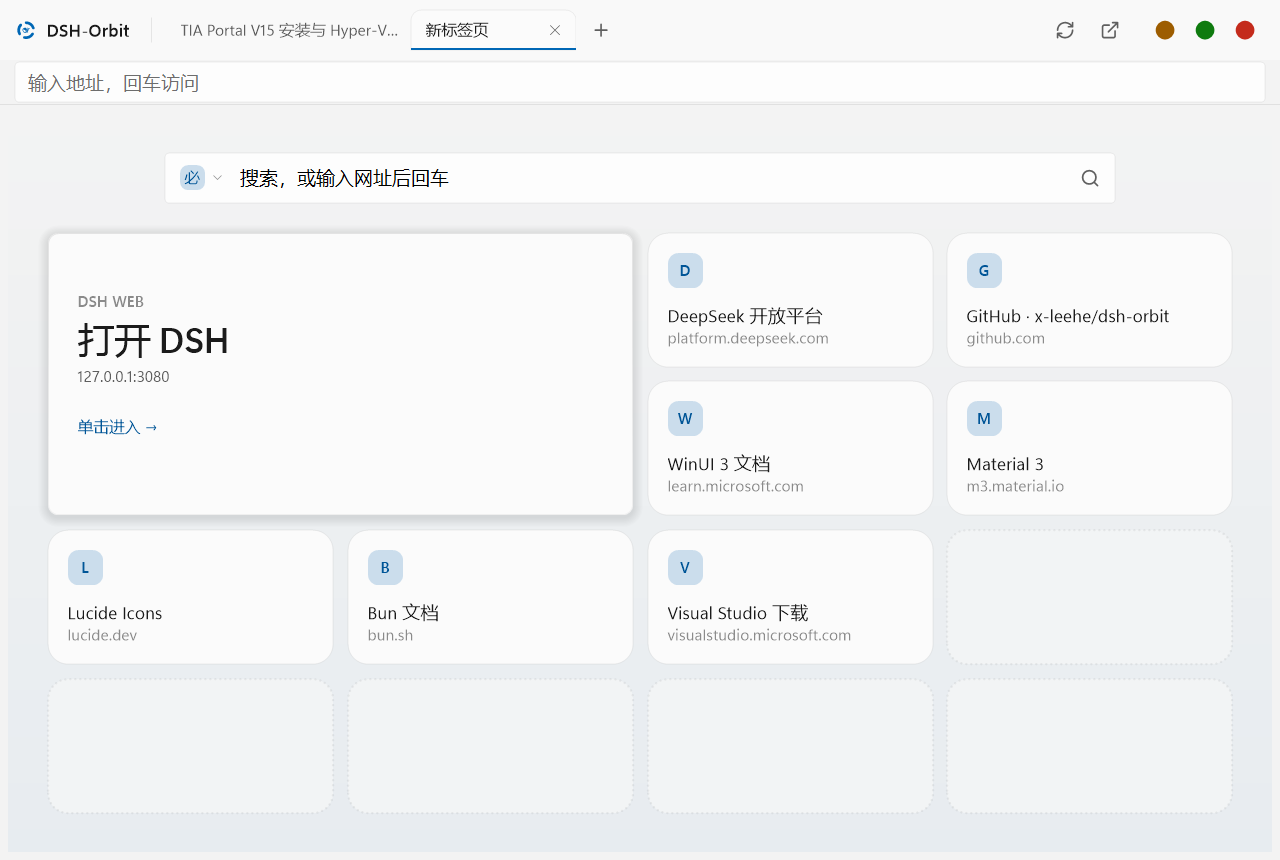 DSH-Orbit
TIA Portal V15 安装与 Hyper-V...
新标签页
输入地址，回车访问
必
搜索，或输入网址后回车
DSH WEB
打开 DSH
127.0.0.1:3080
单击进入 →
D
DeepSeek 开放平台
platform.deepseek.com
G
GitHub · x-leehe/dsh-orbit
github.com
W
WinUI 3 文档
learn.microsoft.com
M
Material 3
m3.material.io
L
Lucide Icons
lucide.dev
B
Bun 文档
bun.sh
V
Visual Studio 下载
visualstudio.microsoft.com